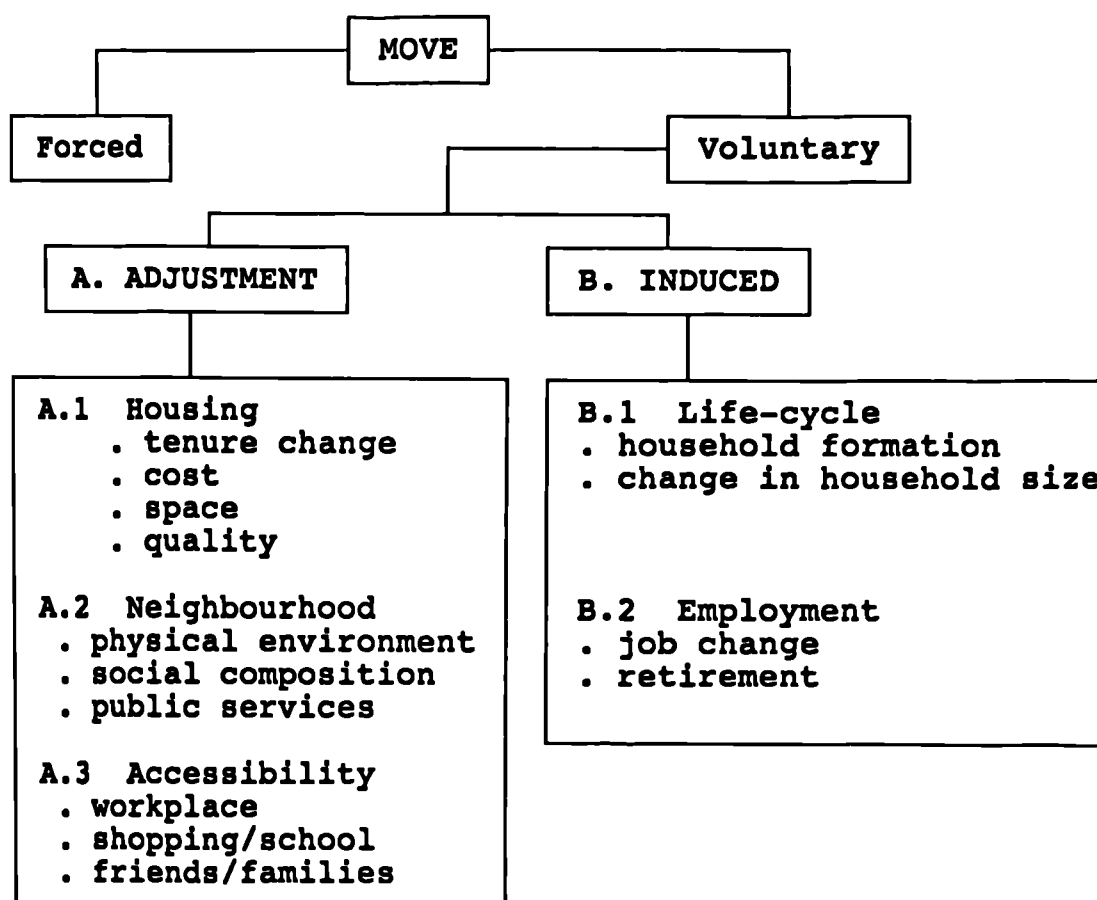 MOVE
Forced
Voluntary
A. ADJUSTMENT
B. INDUCED
A.1 Housing
. tenure change
. cost
. space
. quality
A.2 Neighbourhood
. physical environment
. social composition
. public services
A.3 Accessibility
. workplace
. shopping/school
. friends/families
B.1 Life-cycle
. household formation
. change in household size
B.2 Employment
. job change
. retirement